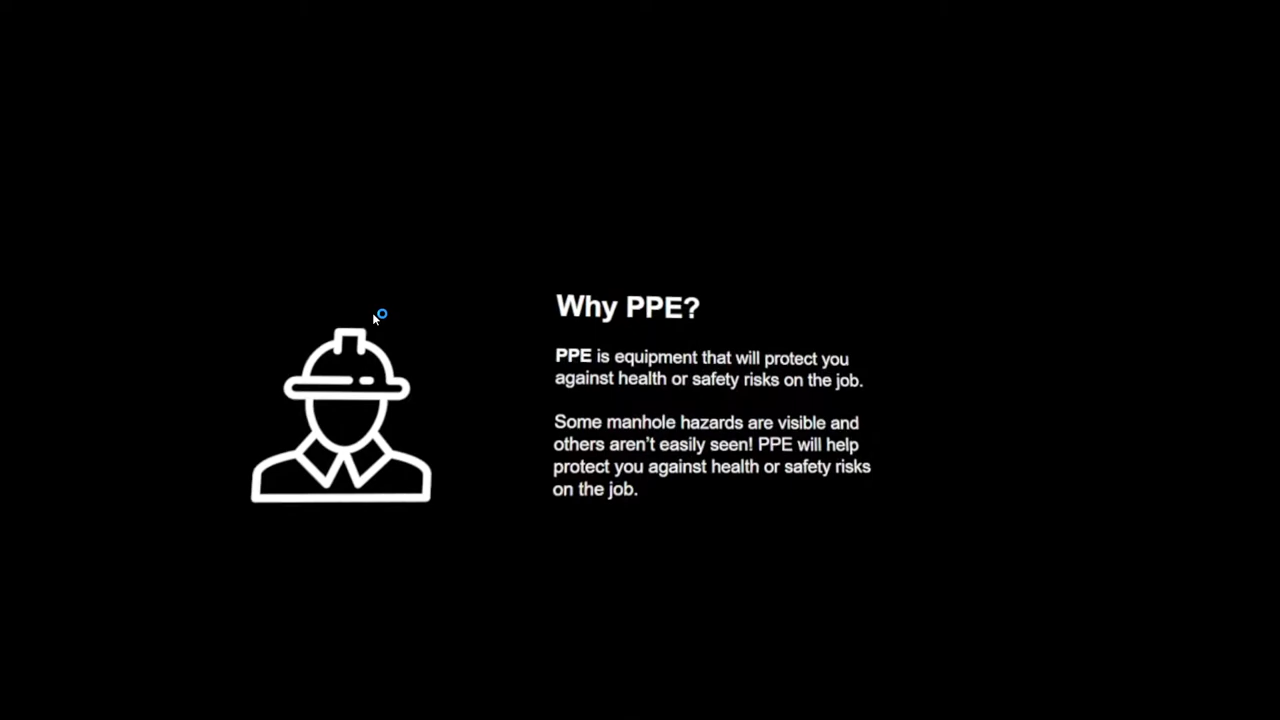 Why PPE?
PPE is equipment that will protect you
against health or safety risks on the job.
Some manhole hazards are visible and
others aren't easily seen! PPE will help
protect you against health or safety risks
on the job.